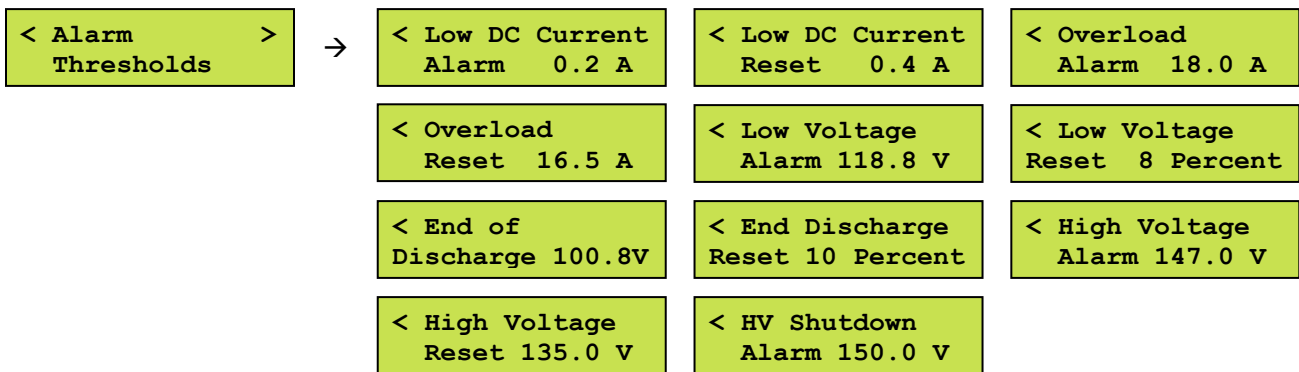 < Alarm >
Thresholds
→
< Low DC Current
Alarm 0.2 A
< Low DC Current
Reset 0.4 A
< Overload
Alarm 18.0 A
< Overload
Reset 16.5 A
< Low Voltage
Alarm 118.8 V
< Low Voltage
Reset 8 Percent
< End of
Discharge 100.8V
< End Discharge
Reset 10 Percent
< High Voltage
Alarm 147.0 V
< High Voltage
Reset 135.0 V
< HV Shutdown
Alarm 150.0 V